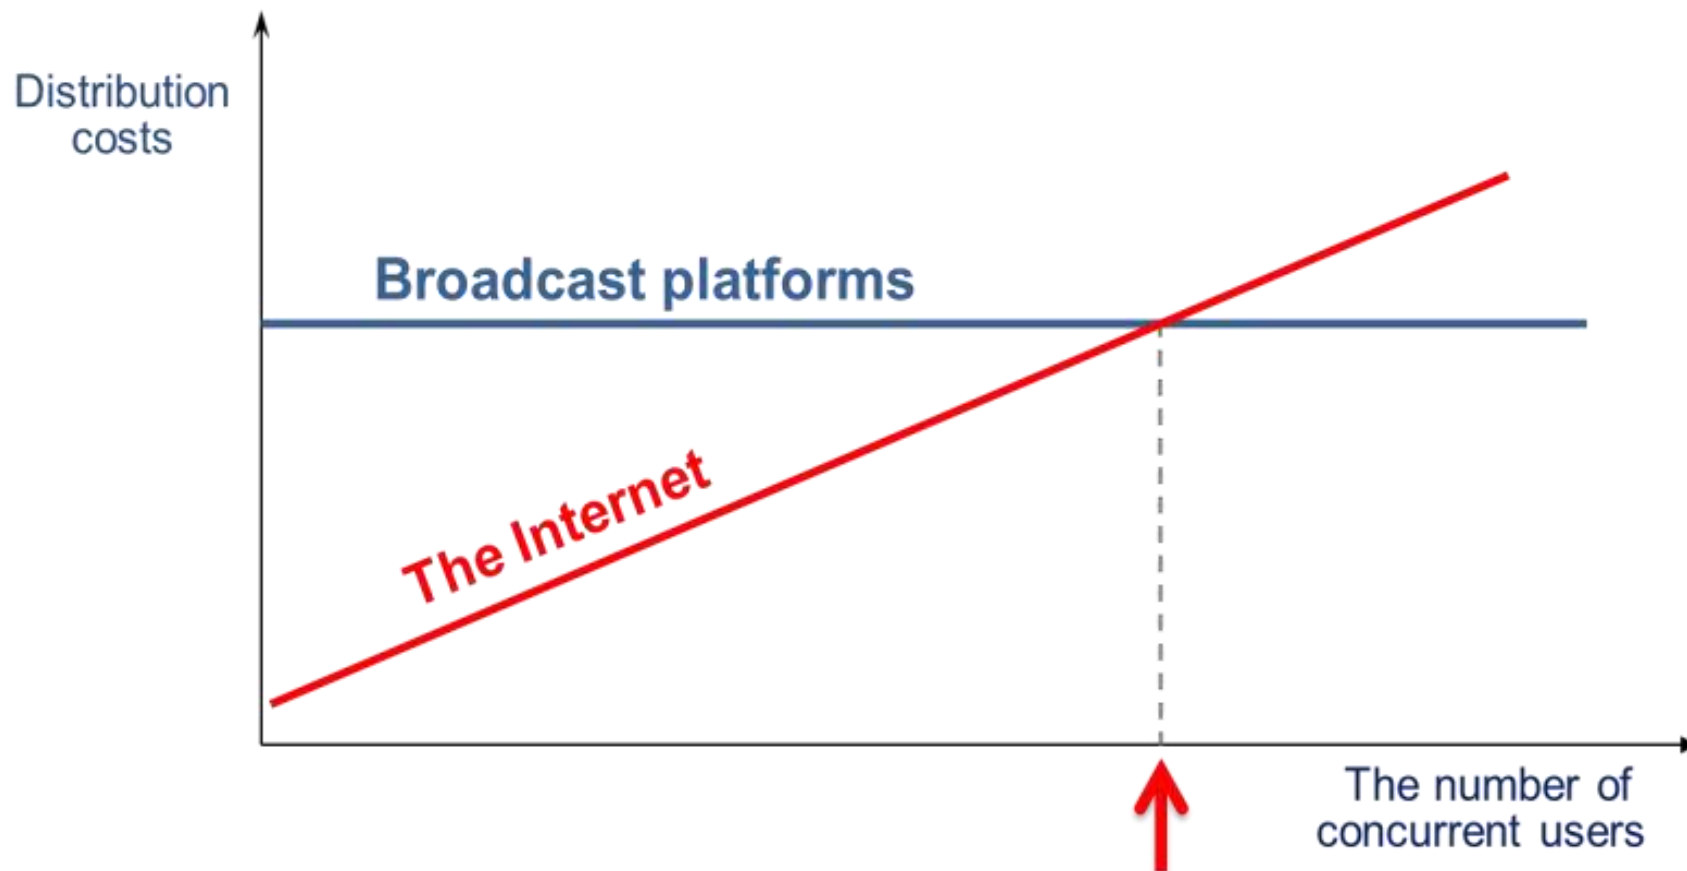 Distribution
costs
Broadcast platforms
The Internet
The number of
concurrent users